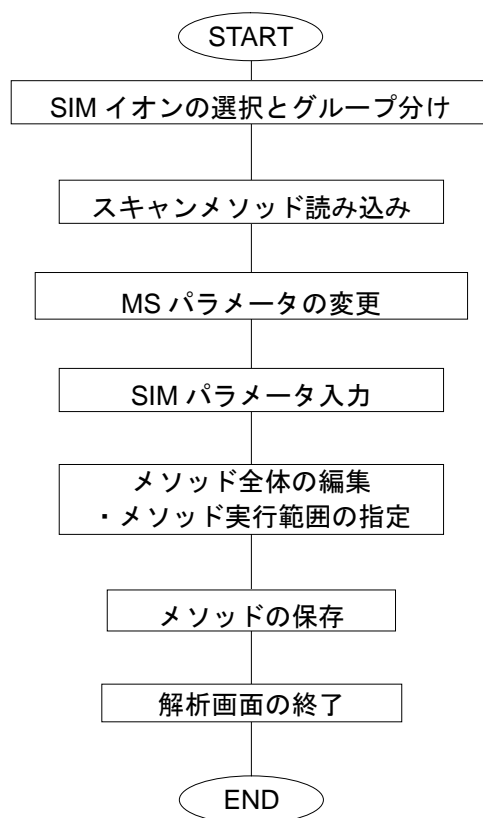 START
SIM イオンの選択とグループ分け
スキャンメソッド読み込み
MS パラメータの変更
SIM パラメータ入力
メソッド全体の編集
・メソッド実行範囲の指定
メソッドの保存
解析画面の終了
END